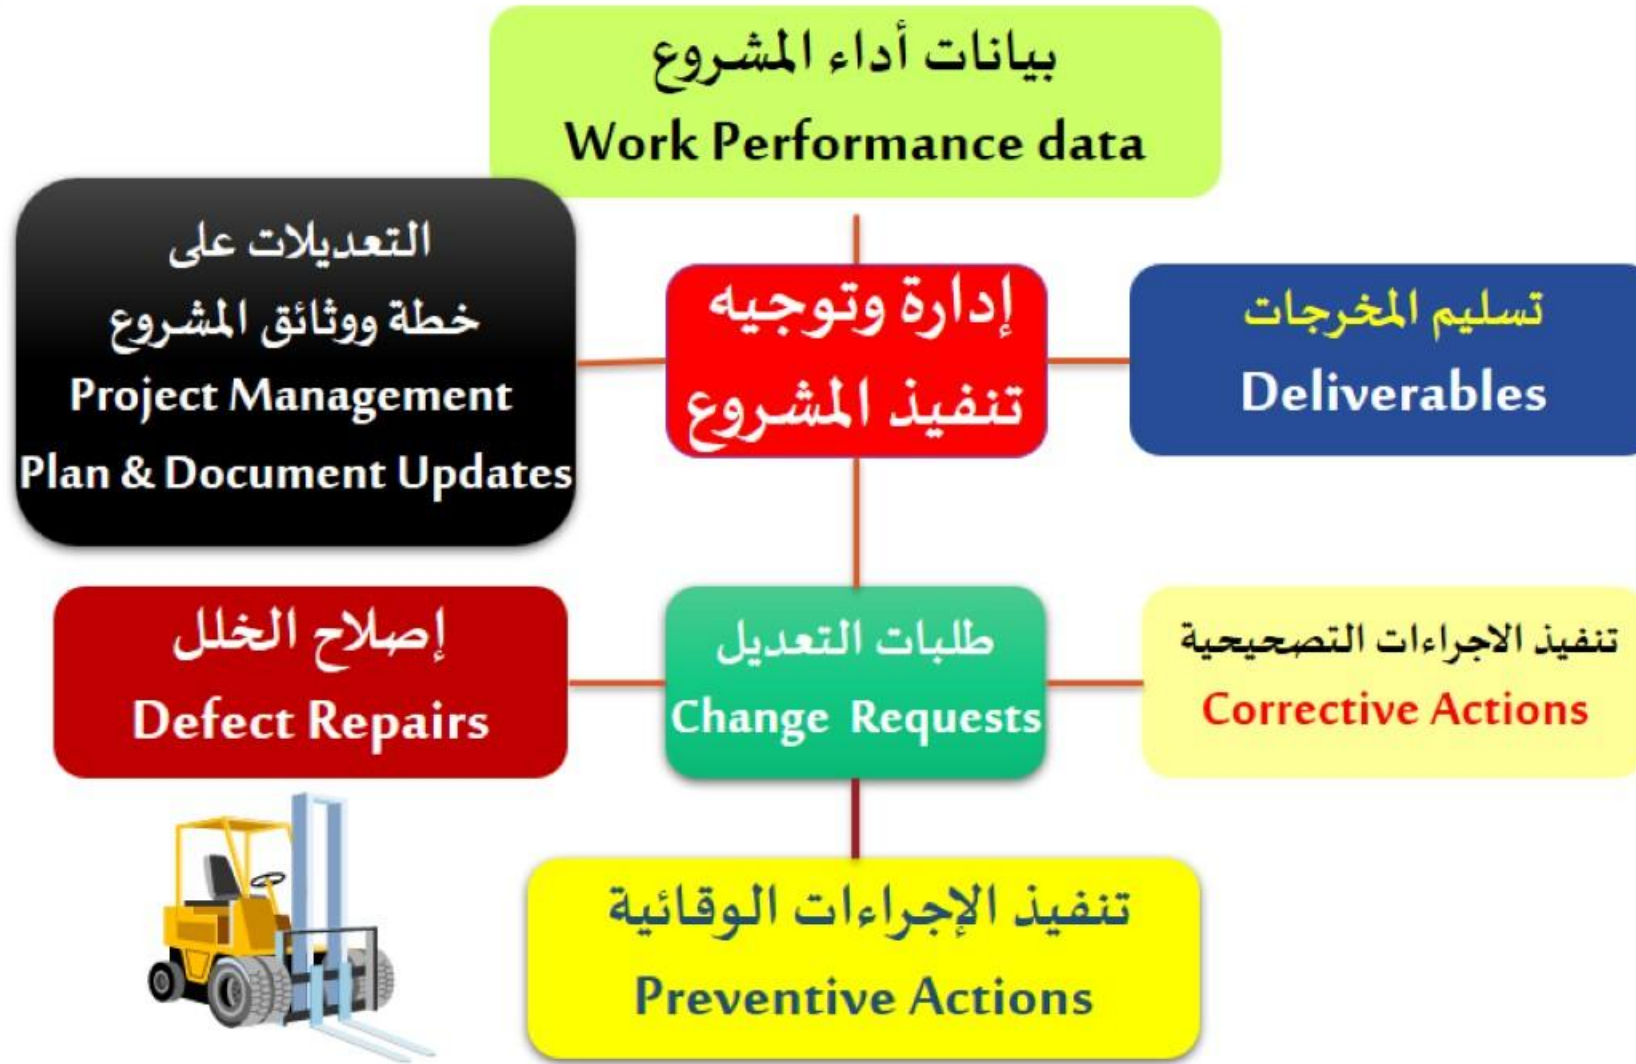 بيانات أداء المشروع
Work Performance data
التعديلات على
خطة ووثائق المشروع
Project Management
Plan & Document Updates
إدارة وتوجيه
تنفيذ المشروع
تسليم المخرجات
Deliverables
إصلاح الخلل
Defect Repairs
طلبات التعديل
Change Requests
تنفيذ الاجراءات التصحيحية
Corrective Actions
تنفيذ الإجراءات الوقائية
Preventive Actions